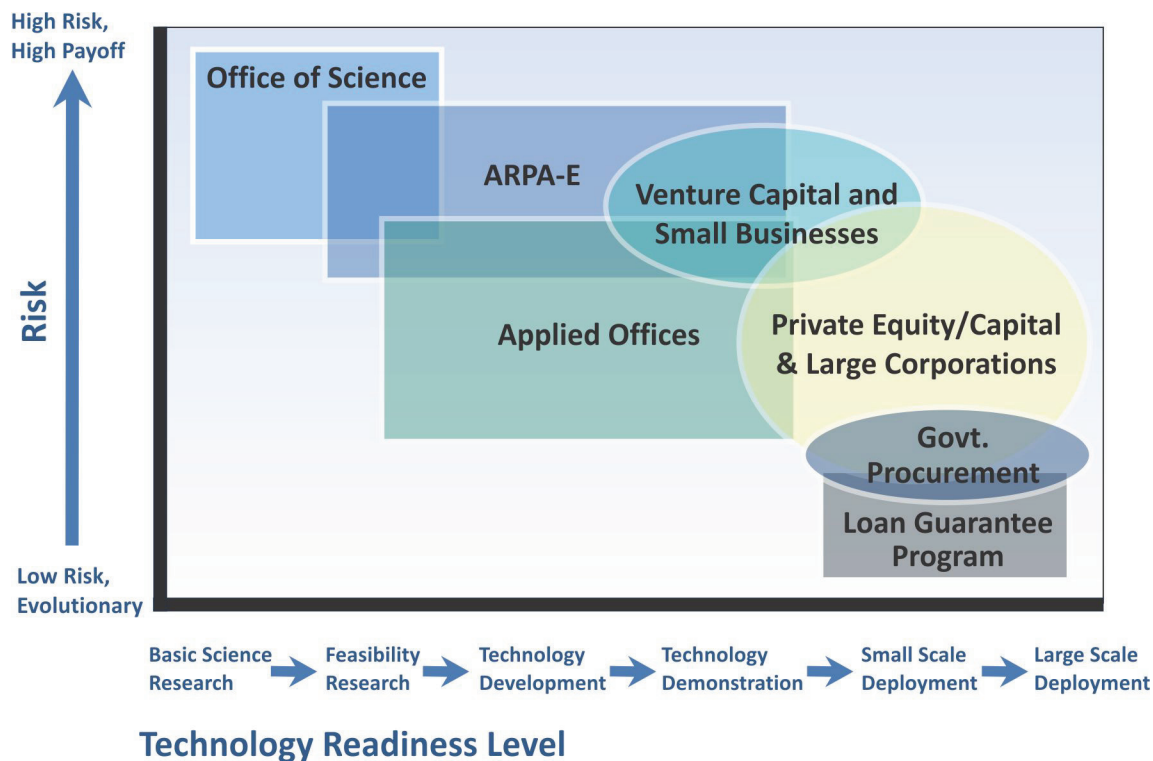 High Risk,
High Payoff
Office of Science
ARPA-E
Venture Capital and
Small Businesses
Risk
Applied Offices
Private Equity/Capital
& Large Corporations
Govt.
Procurement
Loan Guarantee
Program
Low Risk,
Evolutionary
Basic Science
Research
Feasibility
Research
Technology
Development
Technology
Demonstration
Small Scale
Deployment
Large Scale
Deployment
Technology Readiness Level